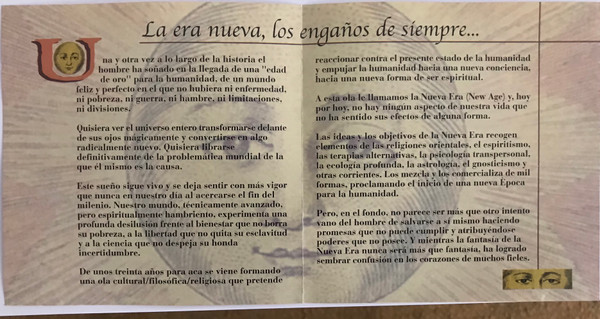 La era nueva, los engaños de siempre...
Una y otra vez a lo largo de la historia el
hombre ha soñado en la llegada de una "edad
de oro" para la humanidad, de un mundo
feliz y perfecto en el que no hubiera ni enfermedad,
ni pobreza, ni guerra, ni hambre, ni limitaciones,
ni divisiones.
Quisiera ver el universo entero transformarse delante
de sus ojos mágicamente y convertirse en algo
radicalmente nuevo. Quisiera librarse
definitivamente de la problemática mundial de la
que él mismo es la causa.
Este sueño sigue vivo y se deja sentir con más vigor
que nunca en nuestro día al acercarse el fin del
milenio. Nuestro mundo, técnicamente avanzado,
pero espiritualmente hambriento, experimenta una
profunda desilusión frente al bienestar que no borra
su pobreza, a la libertad que no quita su esclavitud
y a la ciencia que no despeja su honda
incertidumbre.
De unos treinta años para aca se viene formando
una ola cultural/filosofica/religiosa que pretende
reaccionar contra el presente estado de la humanidad
y empujar la humanidad hacia una nueva conciencia,
hacia una nueva forma de ser espiritual.
A esta ola le llamamos la Nueva Era (New Age) y, hoy
por hoy, no hay ningún aspecto de nuestra vida que
no ha sentido sus efectos de alguna forma.
Las ideas y los objetivos de la Nueva Era recogen
elementos de las religiones orientales, el espiritismo,
las terapias alternativas, la psicología transpersonal,
la ecología profunda, la astrología, el gnosticismo y
otras corrientes. Los mezcla y los comercializa de mil
formas, proclamando el inicio de una nueva Época
para la humanidad.
Pero, en el fondo, no parece ser más que otro intento
vano del hombre de salvarse a sí mismo haciendo
promesas que no puede cumplir y atribuyéndose
poderes que no posee. Y mientras la fantasía de la
Nueva Era nunca será más que fantasta, ha logrado
sembrar confusión en los corazones de muchos fieles.